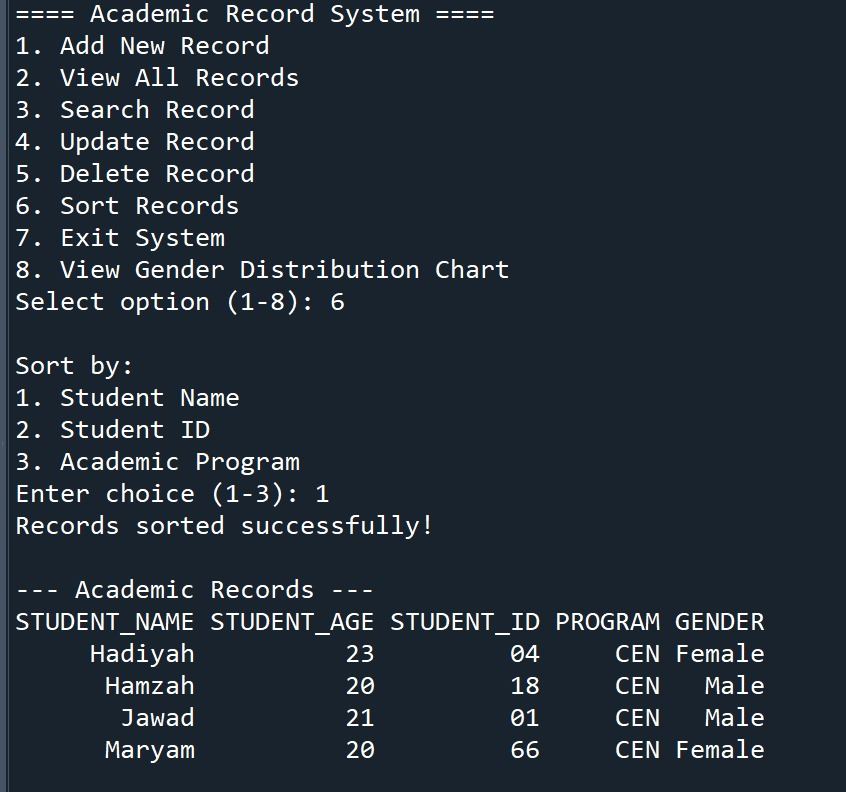 ==== Academic Record System ====
1. Add New Record
2. View All Records
3. Search Record
4. Update Record
5. Delete Record
6. Sort Records
7. Exit System
8. View Gender Distribution Chart
Select option (1-8): 6
Sort by:
1. Student Name
2. Student ID
3. Academic Program
Enter choice (1-3): 1
Records sorted successfully!
--- Academic Records ---
STUDENT_NAME STUDENT_AGE STUDENT_ID PROGRAM GENDER
Hadiyah 23 04 CEN Female
Hamzah 20 18 CEN Male
Jawad 21 01 CEN Male
Maryam 20 66 CEN Female